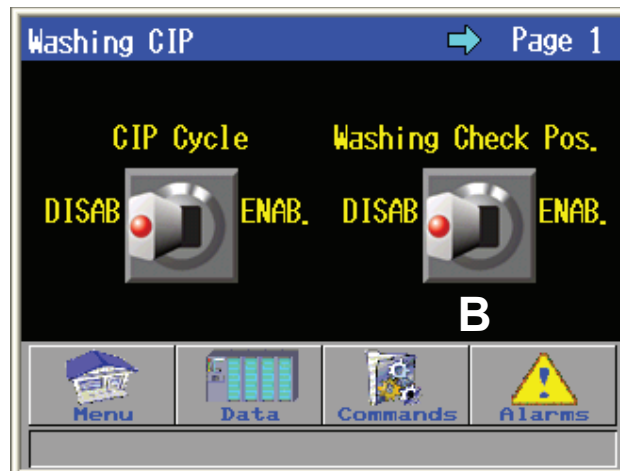 Washing CIP Page 1
CIP Cycle Washing Check Pos.
DISAB ENAB. DISAB ENAB.
B
Menu Data Commands Alarms